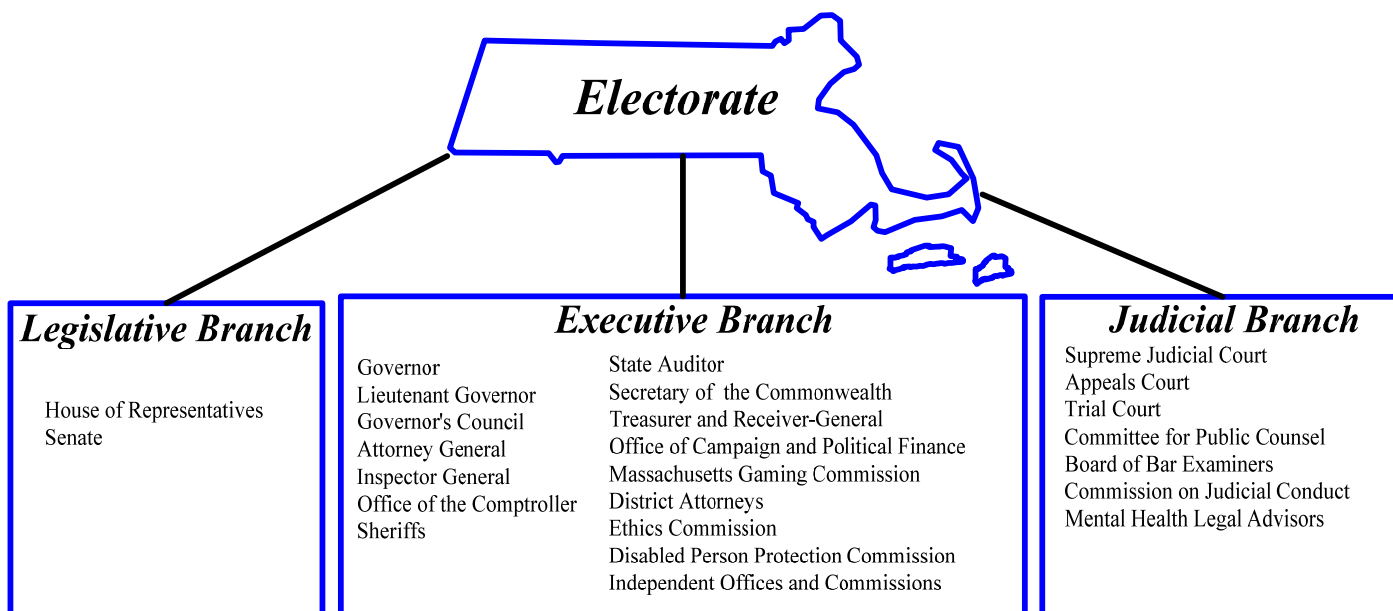 Electorate
Legislative Branch
House of Representatives
Senate
Executive Branch
Governor
Lieutenant Governor
Governor's Council
Attorney General
Inspector General
Office of the Comptroller
Sheriffs
State Auditor
Secretary of the Commonwealth
Treasurer and Receiver-General
Office of Campaign and Political Finance
Massachusetts Gaming Commission
District Attorneys
Ethics Commission
Disabled Person Protection Commission
Independent Offices and Commissions
Judicial Branch
Supreme Judicial Court
Appeals Court
Trial Court
Committee for Public Counsel
Board of Bar Examiners
Commission on Judicial Conduct
Mental Health Legal Advisors